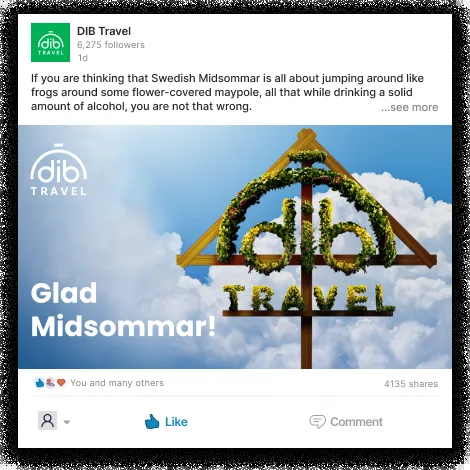 dib
TRAVEL
DIB Travel
6,275 followers
1d
If you are thinking that Swedish Midsommar is all about jumping around like
frogs around some flower-covered maypole, all that while drinking a solid
amount of alcohol, you are not that wrong.
...see more
dib
TRAVEL
dib
TRAVEL
Glad
Midsommar!
You and many others
4135 shares
Like
Comment